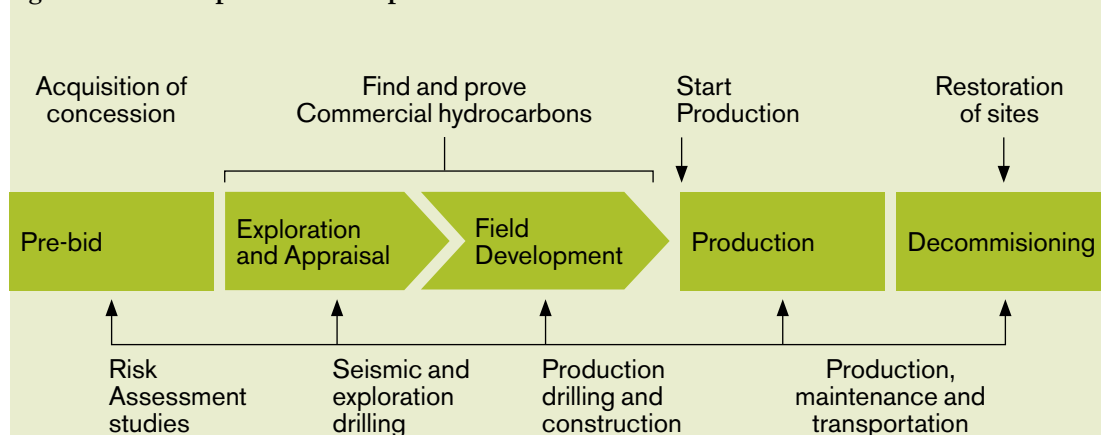 Acquisition of
concession
Find and prove
Commercial hydrocarbons
Start
Production
Restoration
of sites
Pre-bid
Exploration
and Appraisal
Field
Development
Production
Decommisioning
Risk
Assessment
studies
Seismic and
exploration
drilling
Production
drilling and
construction
Production,
maintenance and
transportation